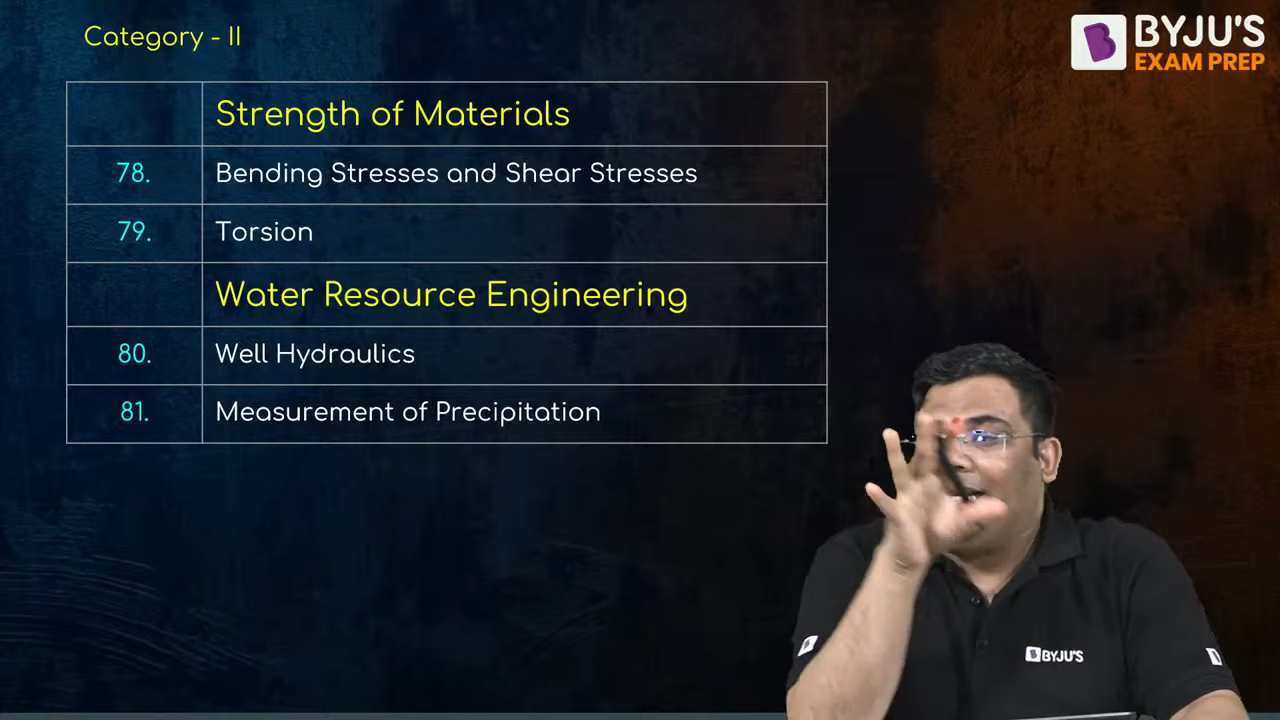 Category - II
BYJU'S
EXAM PREP
Strength of Materials
78. Bending Stresses and Shear Stresses
79. Torsion
Water Resource Engineering
80. Well Hydraulics
81. Measurement of Precipitation
BYJU'S